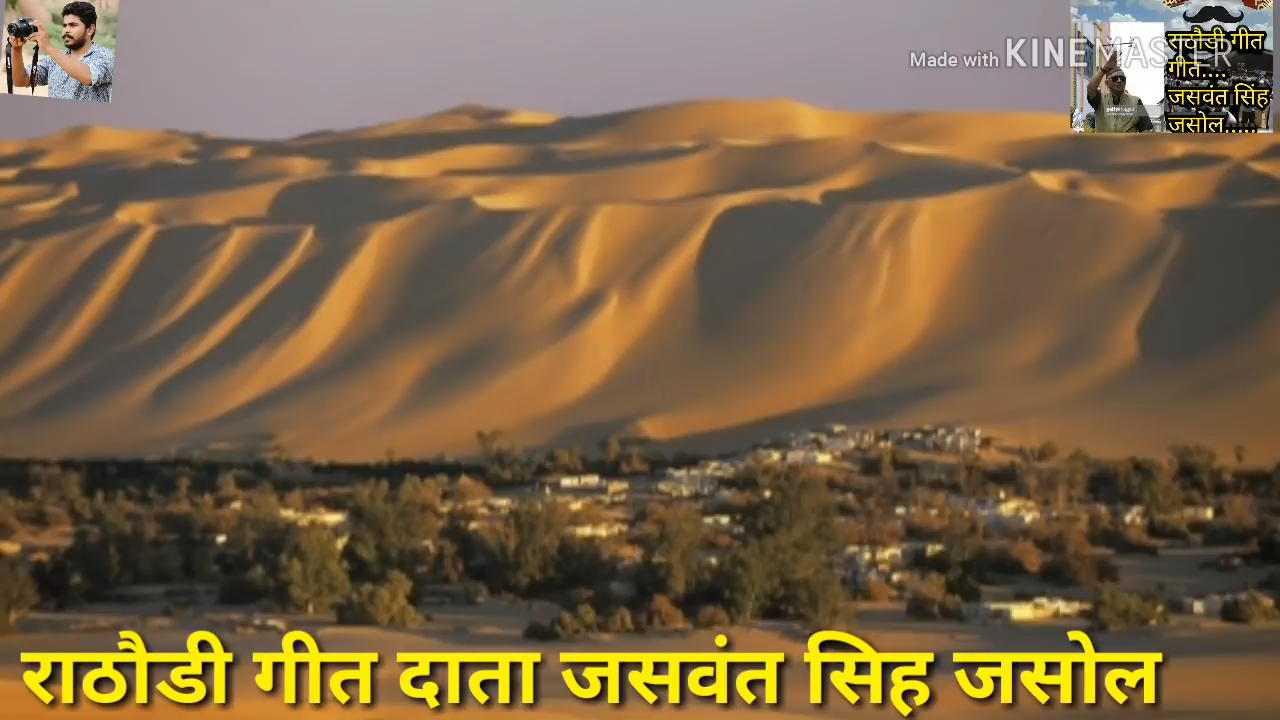 Made with KINEMASTER
राठौडी गीत
गीत....
जसवंत सिंह
जसोल.....
राठौडी गीत दाता जसवंत सिह जसोल